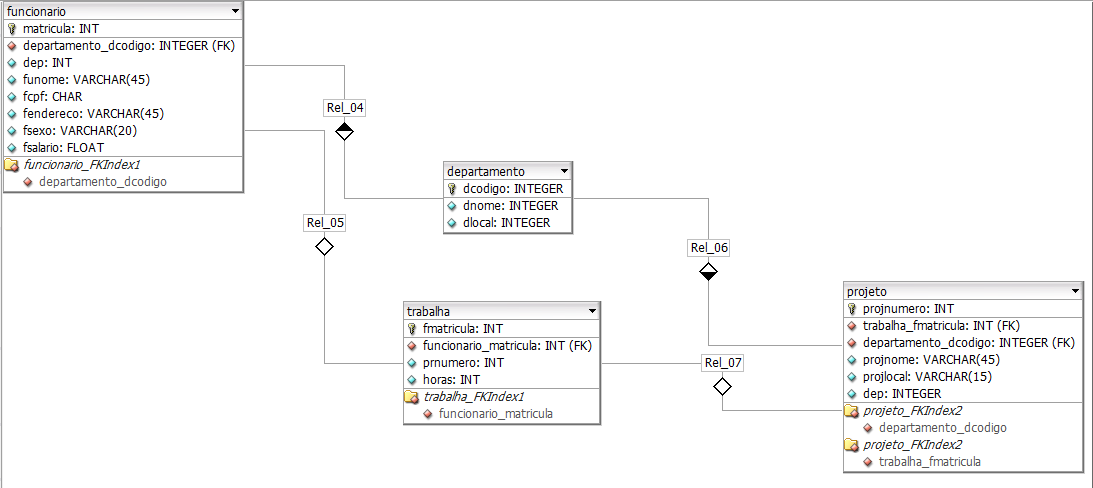 funcionario
matricula: INT
departamento_dcodigo: INTEGER (FK)
dep: INT
funome: VARCHAR(45)
fcpf: CHAR
fendereco: VARCHAR(45)
fsexo: VARCHAR(20)
fsalario: FLOAT
funcionario_FKIndex1
departamento_dcodigo
Rel_04
departamento
dcodigo: INTEGER
dnome: INTEGER
dlocal: INTEGER
Rel_05
Rel_06
trabalha
fmatricula: INT
funcionario_matricula: INT (FK)
prnumero: INT
horas: INT
trabalha_FKIndex1
funcionario_matricula
Rel_07
projeto
projnumero: INT
trabalha_fmatricula: INT (FK)
departamento_dcodigo: INTEGER (FK)
projnome: VARCHAR(45)
projlocal: VARCHAR(15)
dep: INTEGER
projeto_FKIndex2
departamento_dcodigo
projeto_FKIndex2
trabalha_fmatricula